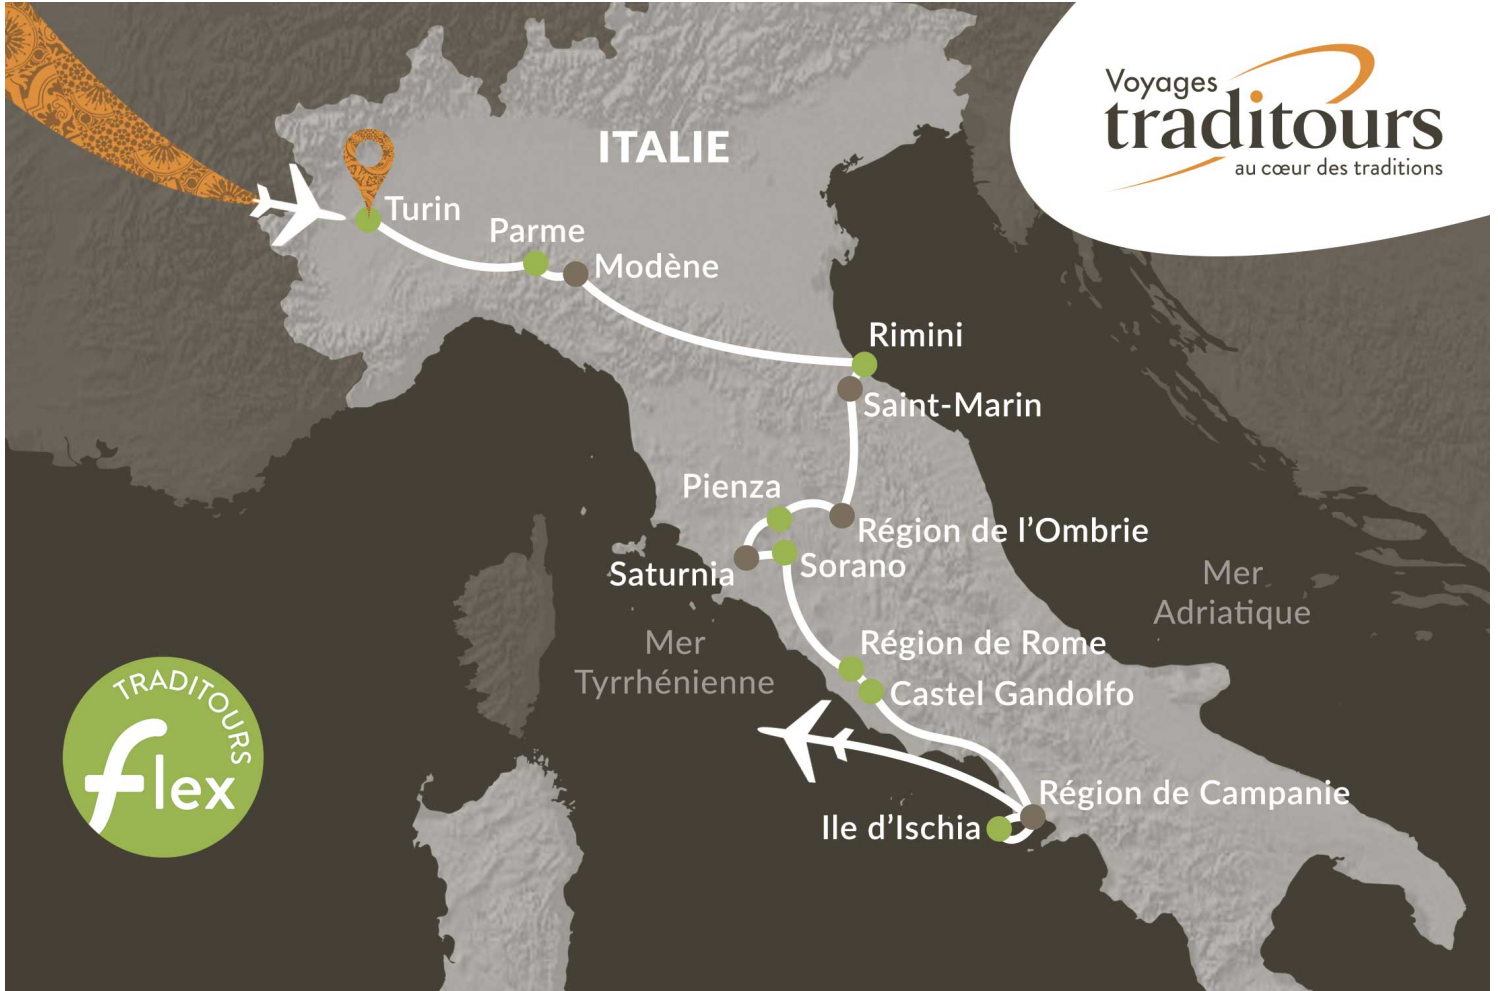 Voyages
traditours
au cœur des traditions
ITALIE
Turin
Parme
Modène
Rimini
Saint-Marin
Pienza
Région de l'Ombrie
Saturnia
Sorano
Mer
Adriatique
Mer
Tyrrhénienne
Région de Rome
Castel Gandolfo
TRADITOURS
flex
Région de Campanie
Ile d'Ischia